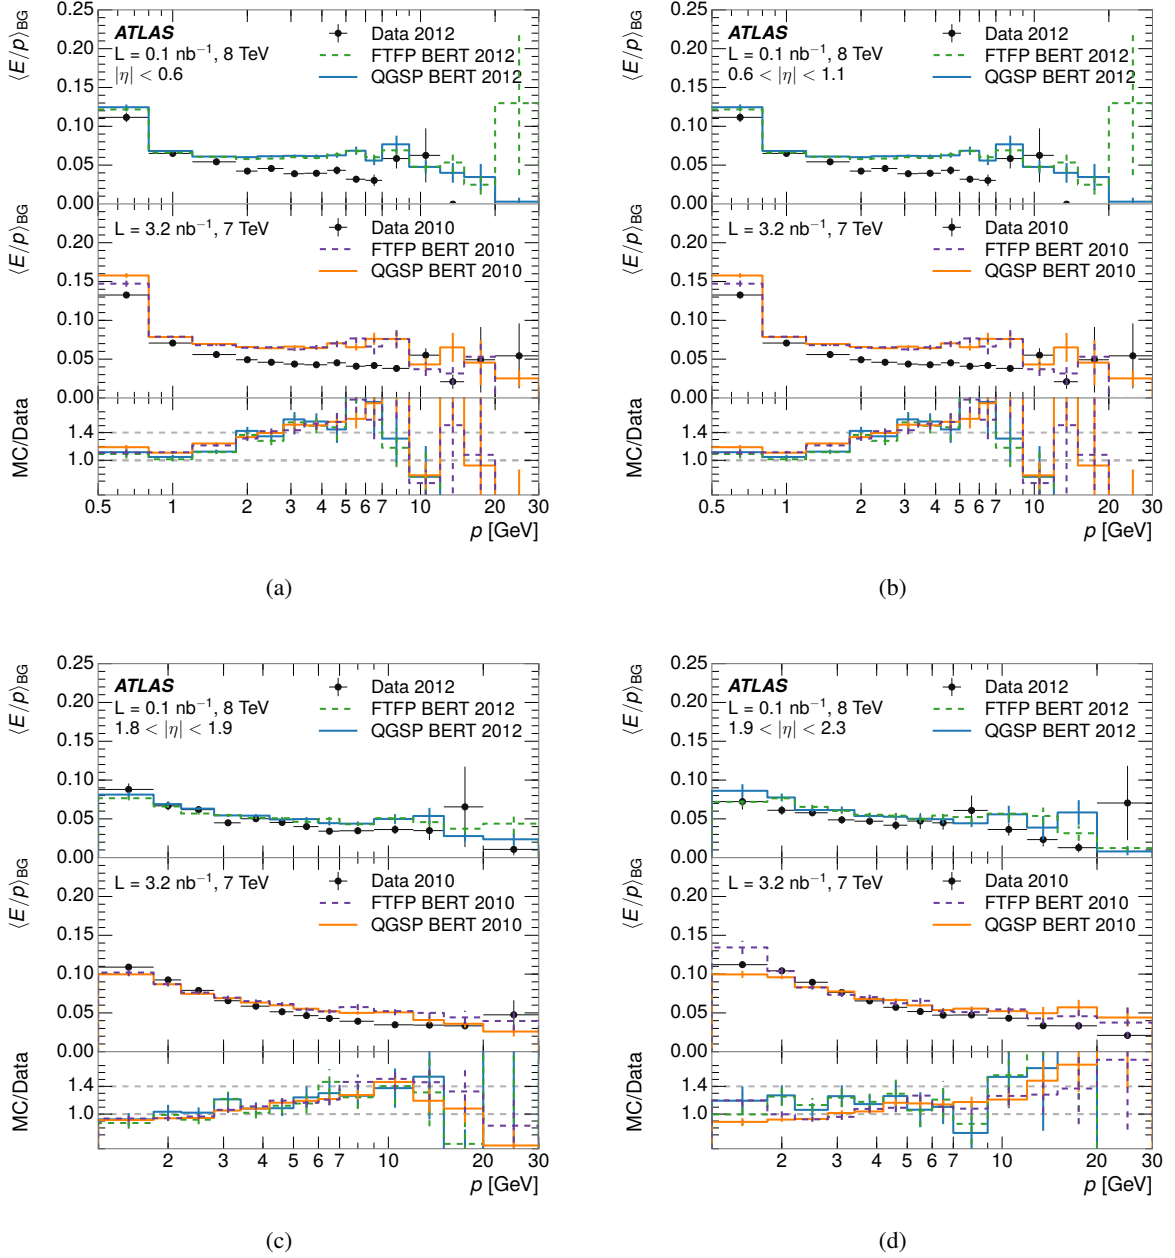 ATLAS
L = 0.1 nb⁻¹, 8 TeV
|η| < 0.6
Data 2012
FTFP BERT 2012
QGSP BERT 2012
⟨E/p⟩BG
0.25
0.20
0.15
0.10
0.05
0.00
L = 3.2 nb⁻¹, 7 TeV
Data 2010
FTFP BERT 2010
QGSP BERT 2010
⟨E/p⟩BG
0.20
0.15
0.10
0.05
0.00
MC/Data
1.4
1.0
0.5 1 2 3 4 5 6 7 10 20 30
p [GeV]
(a)
ATLAS
L = 0.1 nb⁻¹, 8 TeV
0.6 < |η| < 1.1
Data 2012
FTFP BERT 2012
QGSP BERT 2012
⟨E/p⟩BG
0.25
0.20
0.15
0.10
0.05
0.00
L = 3.2 nb⁻¹, 7 TeV
Data 2010
FTFP BERT 2010
QGSP BERT 2010
⟨E/p⟩BG
0.20
0.15
0.10
0.05
0.00
MC/Data
1.4
1.0
0.5 1 2 3 4 5 6 7 10 20 30
p [GeV]
(b)
ATLAS
L = 0.1 nb⁻¹, 8 TeV
1.8 < |η| < 1.9
Data 2012
FTFP BERT 2012
QGSP BERT 2012
⟨E/p⟩BG
0.25
0.20
0.15
0.10
0.05
0.00
L = 3.2 nb⁻¹, 7 TeV
Data 2010
FTFP BERT 2010
QGSP BERT 2010
⟨E/p⟩BG
0.20
0.15
0.10
0.05
0.00
MC/Data
1.4
1.0
2 3 4 5 6 7 10 20 30
p [GeV]
(c)
ATLAS
L = 0.1 nb⁻¹, 8 TeV
1.9 < |η| < 2.3
Data 2012
FTFP BERT 2012
QGSP BERT 2012
⟨E/p⟩BG
0.25
0.20
0.15
0.10
0.05
0.00
L = 3.2 nb⁻¹, 7 TeV
Data 2010
FTFP BERT 2010
QGSP BERT 2010
⟨E/p⟩BG
0.20
0.15
0.10
0.05
0.00
MC/Data
1.4
1.0
2 3 4 5 6 7 10 20 30
p [GeV]
(d)